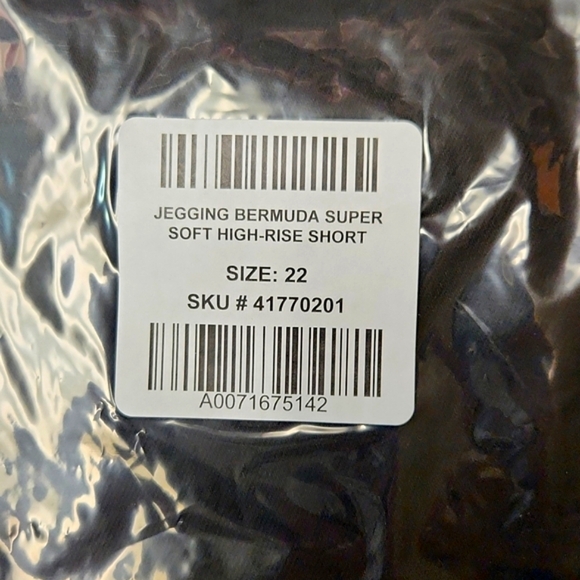 JEGGING BERMUDA SUPER
SOFT HIGH-RISE SHORT
SIZE: 22
SKU # 41770201
A0071675142